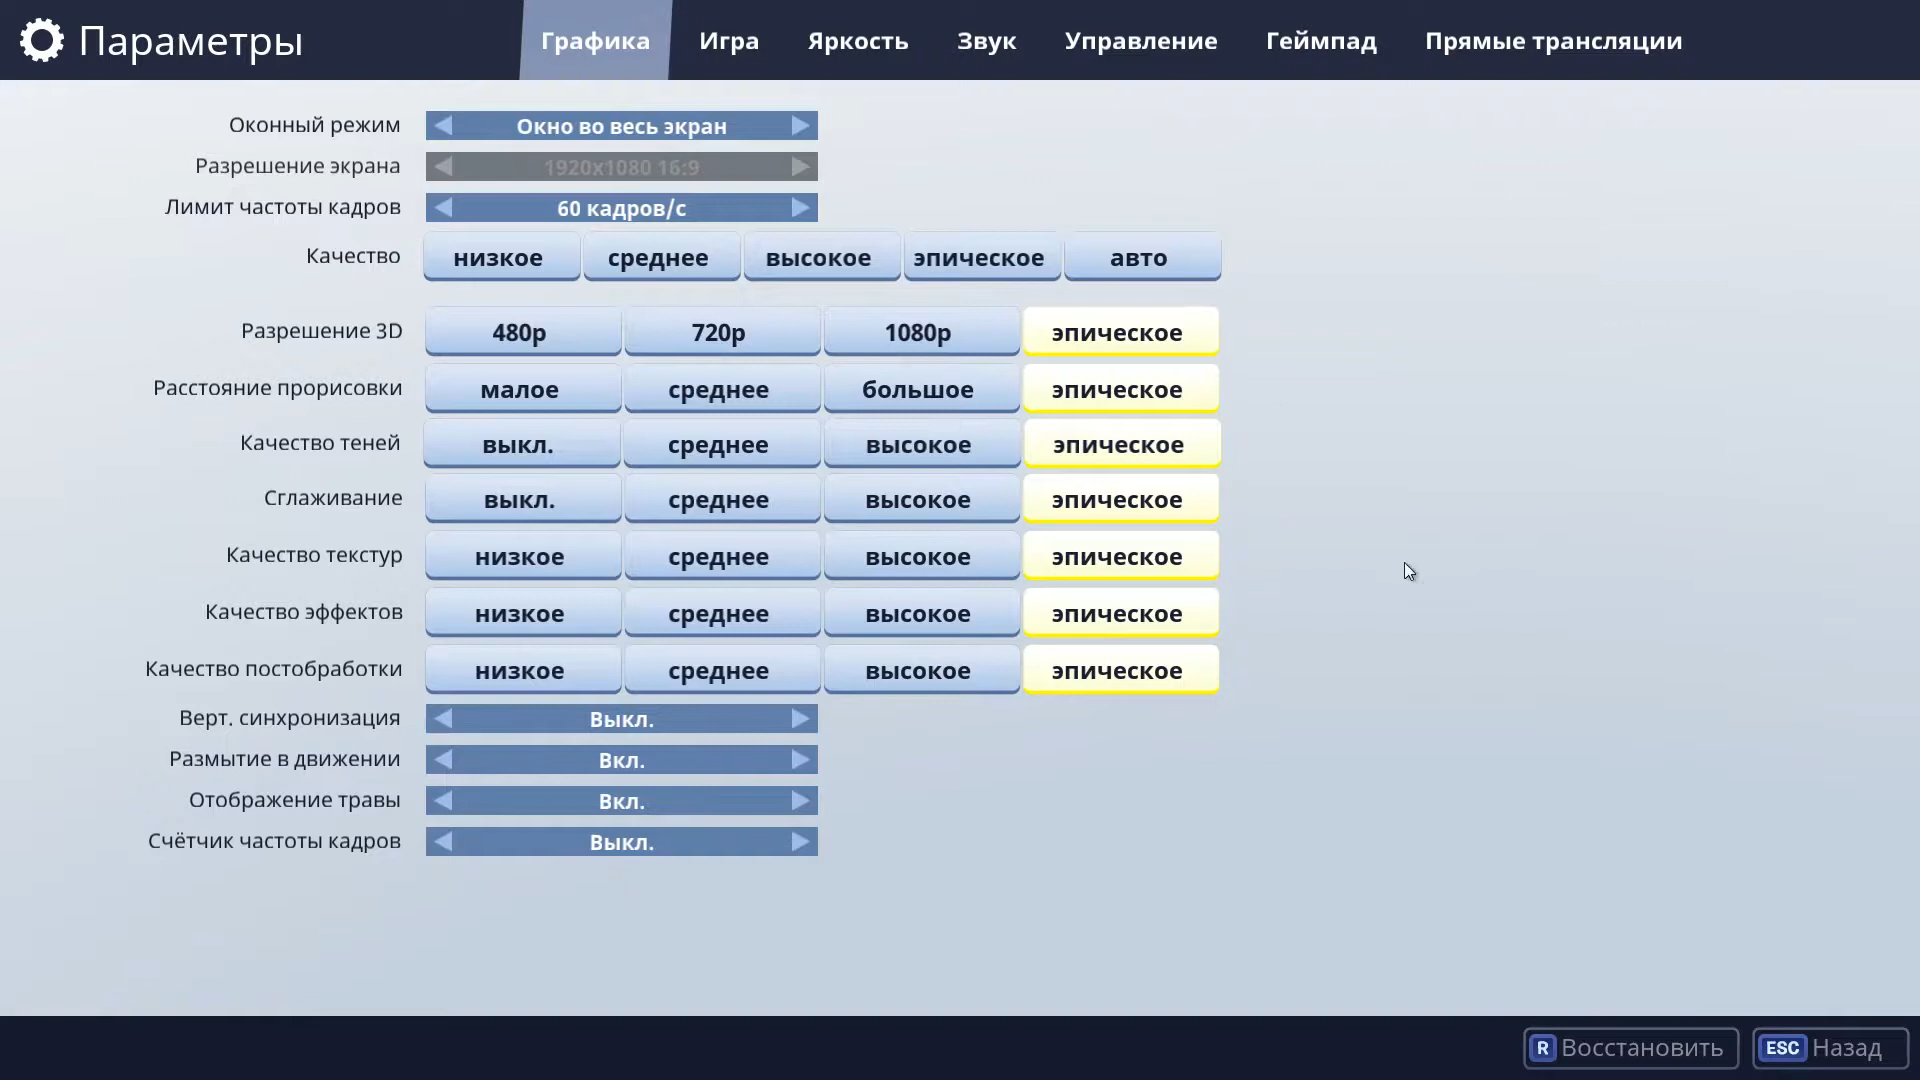 Параметры
Графика Игра Яркость Звук Управление Геймпад Прямые трансляции
Оконный режим Окно во весь экран
Разрешение экрана 1920x1080 16:9
Лимит частоты кадров 60 кадров/с
Качество низкое среднее высокое эпическое авто
Разрешение 3D 480p 720p 1080p эпическое
Расстояние прорисовки малое среднее большое эпическое
Качество теней выкл. среднее высокое эпическое
Сглаживание выкл. среднее высокое эпическое
Качество текстур низкое среднее высокое эпическое
Качество эффектов низкое среднее высокое эпическое
Качество постобработки низкое среднее высокое эпическое
Верт. синхронизация Выкл.
Размытие в движении Вкл.
Отображение травы Вкл.
Счётчик частоты кадров Выкл.
R Восстановить ESC Назад